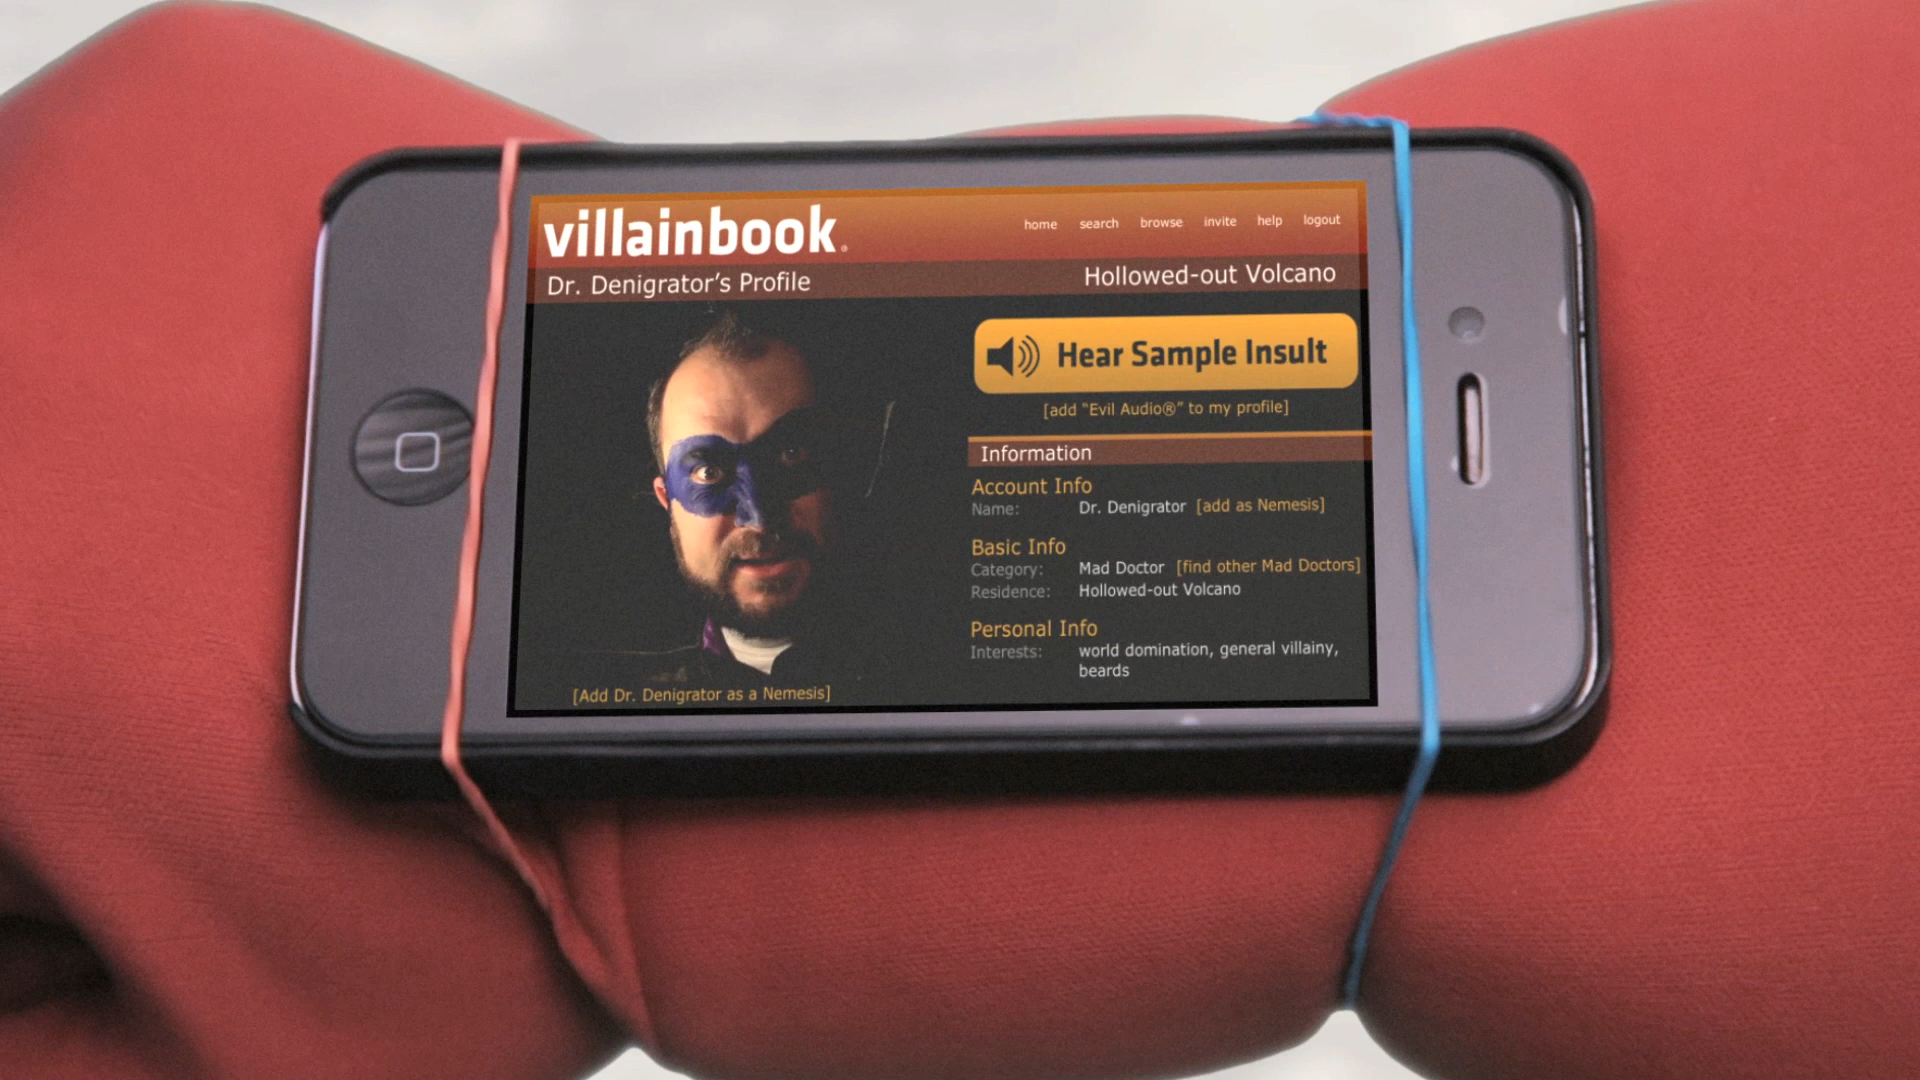 villainbook®
home search browse invite help logout
Dr. Denigrator's Profile
Hollowed-out Volcano
Hear Sample Insult
[add “Evil Audio®” to my profile]
Information
Account Info
Name: Dr. Denigrator [add as Nemesis]
Basic Info
Category: Mad Doctor [find other Mad Doctors]
Residence: Hollowed-out Volcano
Personal Info
Interests: world domination, general villainy,
beards
[Add Dr. Denigrator as a Nemesis]